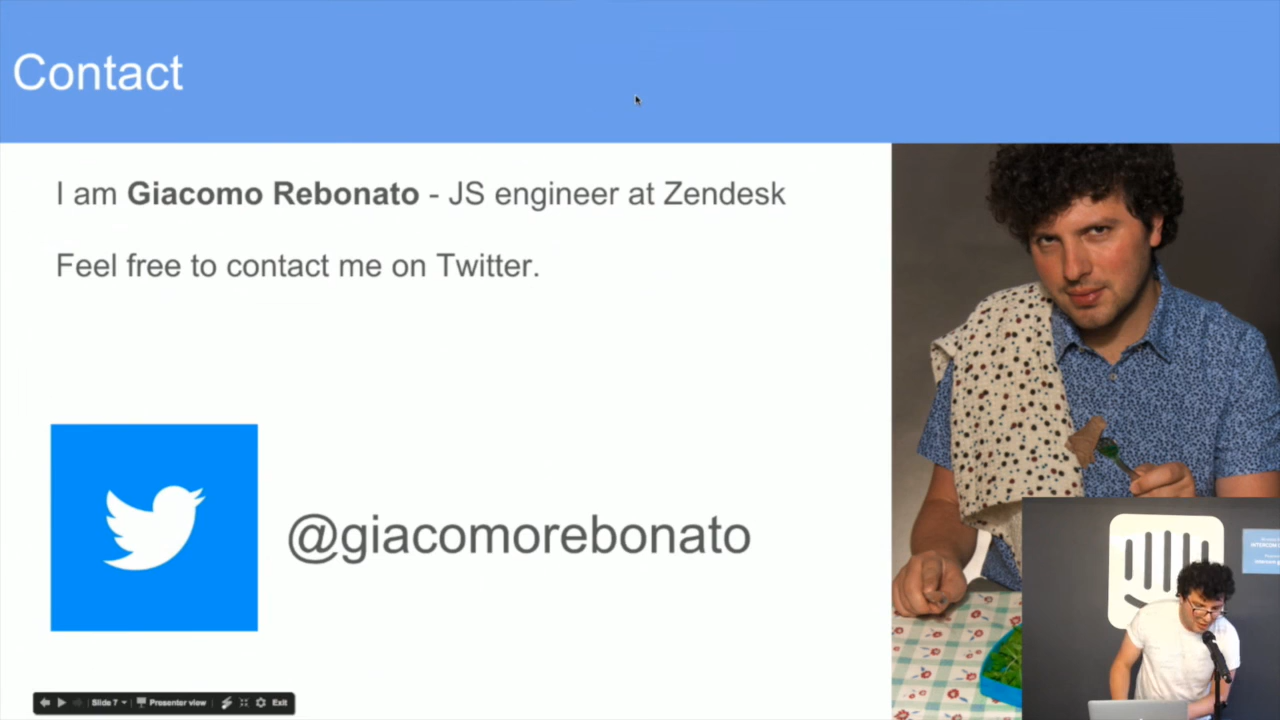 Contact
I am Giacomo Rebonato - JS engineer at Zendesk
Feel free to contact me on Twitter.
@giacomorebonato
Slide 7
Presenter view
Exit